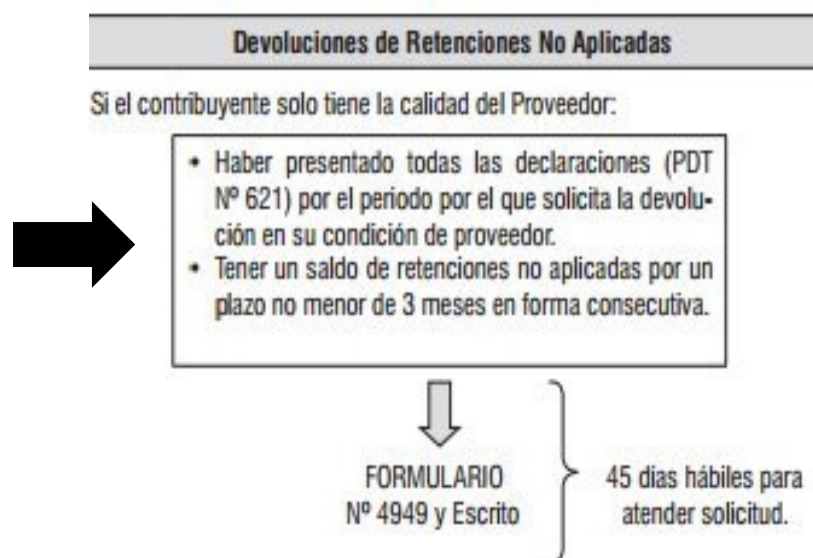 Devoluciones de Retenciones No Aplicadas
Si el contribuyente solo tiene la calidad del Proveedor:
• Haber presentado todas las declaraciones (PDT
Nº 621) por el periodo por el que solicita la devolu-
ción en su condición de proveedor.
• Tener un saldo de retenciones no aplicadas por un
plazo no menor de 3 meses en forma consecutiva.
FORMULARIO
Nº 4949 y Escrito
45 días hábiles para
atender solicitud.